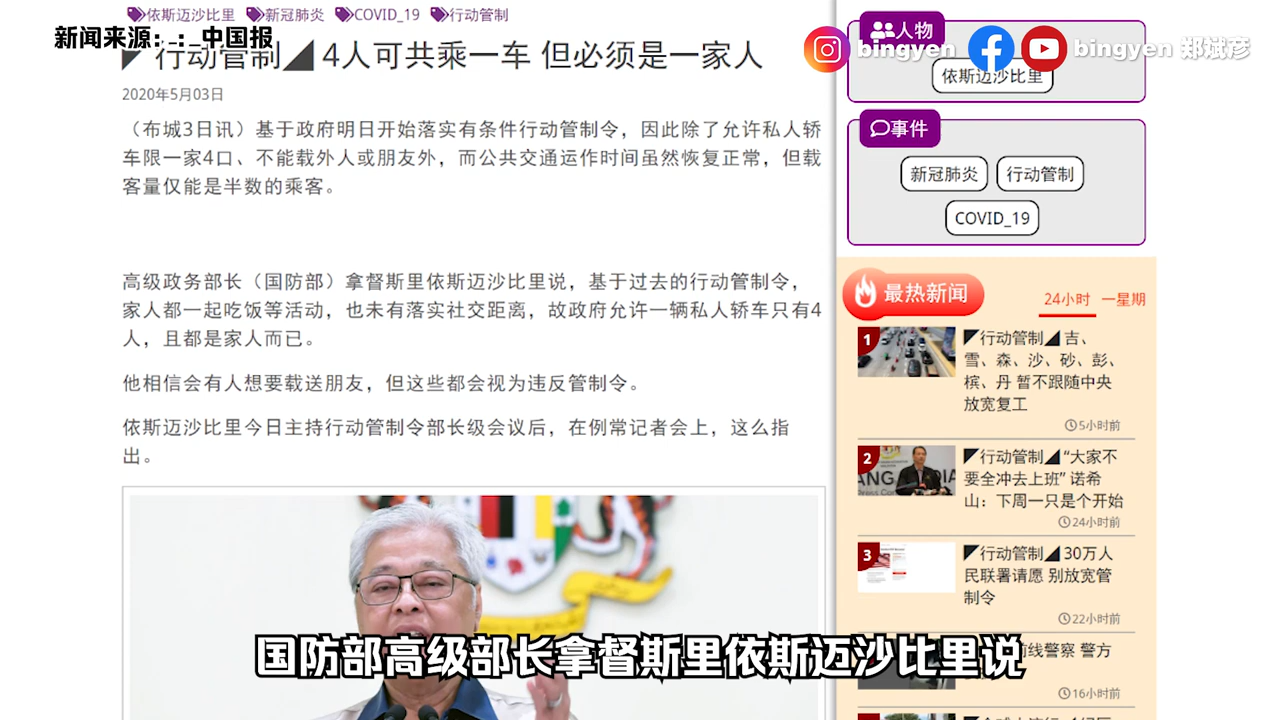 依斯迈沙比里 新冠肺炎 COVID_19 行动管制
新闻来源：：中国报
◤行动管制◢ 4人可共乘一车 但必须是一家人
2020年5月03日
（布城3日讯）基于政府明日开始落实有条件行动管制令，因此除了允许私人轿
车限一家4口、不能载外人或朋友外，而公共交通运作时间虽然恢复正常，但载
客量仅能是半数的乘客。
高级政务部长（国防部）拿督斯里依斯迈沙比里说，基于过去的行动管制令，
家人都一起吃饭等活动，也未有落实社交距离，故政府允许一辆私人轿车只有4
人，且都是家人而已。
他相信会有人想要载送朋友，但这些都会视为违反管制令。
依斯迈沙比里今日主持行动管制令部长级会议后，在例常记者会上，这么指
出。
国防部高级部长拿督斯里依斯迈沙比里说
bingyen
bingyen 郑斌彦
人物
依斯迈沙比里
事件
新冠肺炎 行动管制
COVID_19
最热新闻
24小时 一星期
1
◤行动管制◢ 吉、
雪、森、沙、砂、彭、
槟、丹 暂不跟随中央
放宽复工
5小时前
2
◤行动管制◢ “大家不
要全冲去上班” 诺希
山：下周一只是个开始
24小时前
3
◤行动管制◢ 30万人
民联署请愿 别放宽管
制令
22小时前
线警察 警方
16小时前